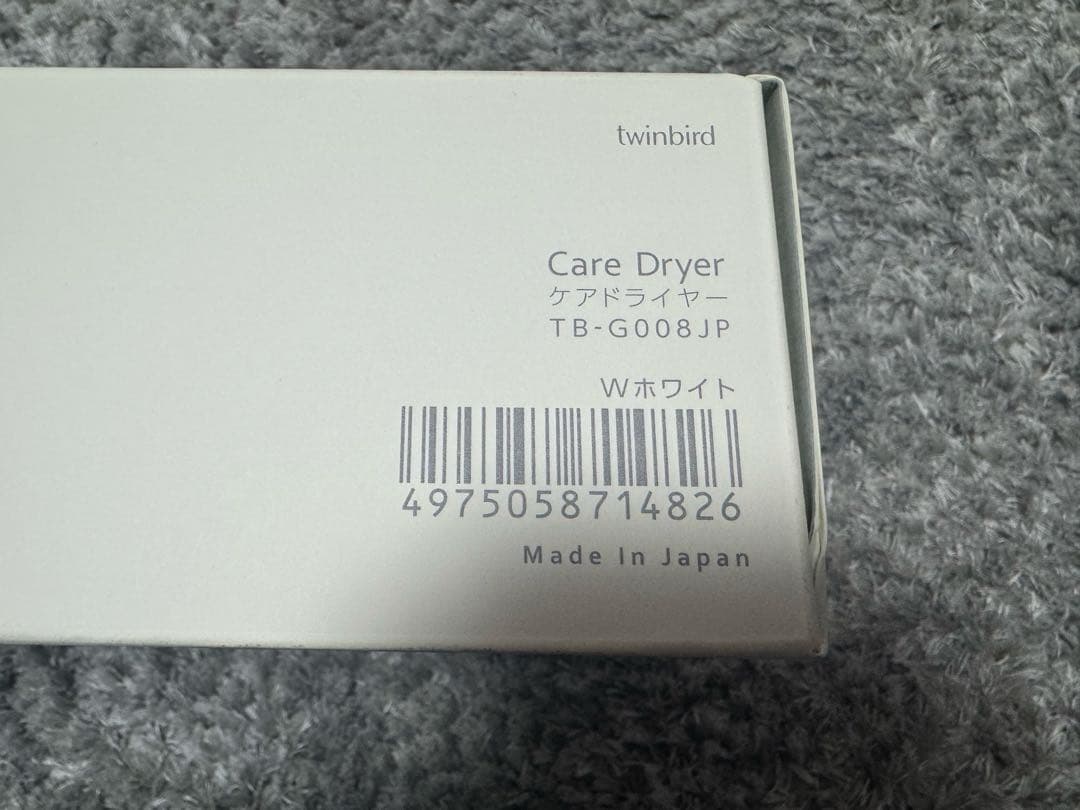 twinbird
Care Dryer
ケアドライヤー
TB-G008JP
Wホワイト
4975058714826
Made In Japan